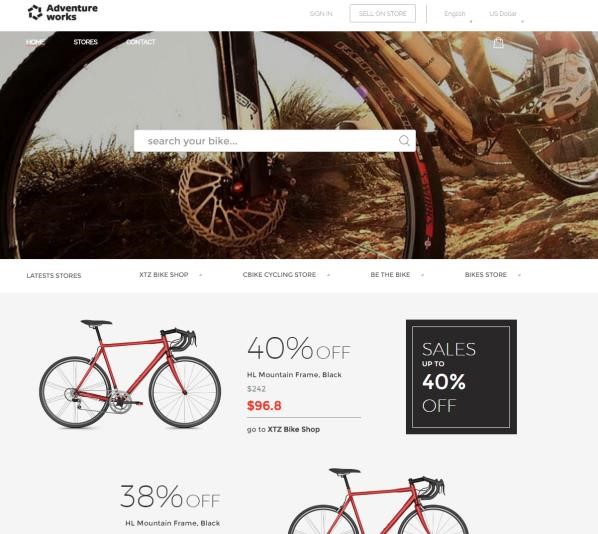 Adventure
works
SIGN IN
SELL ON STORE
English
US Dollar
HOME
STORES
CONTACT
search your bike...
LATESTS STORES
XTZ BIKE SHOP
CBIKE CYCLING STORE
BE THE BIKE
BIKES STORE
40% OFF
HL Mountain Frame, Black
$242
$96.8
go to XTZ Bike Shop
SALES
UP TO
40%
OFF
38% OFF
HL Mountain Frame, Black